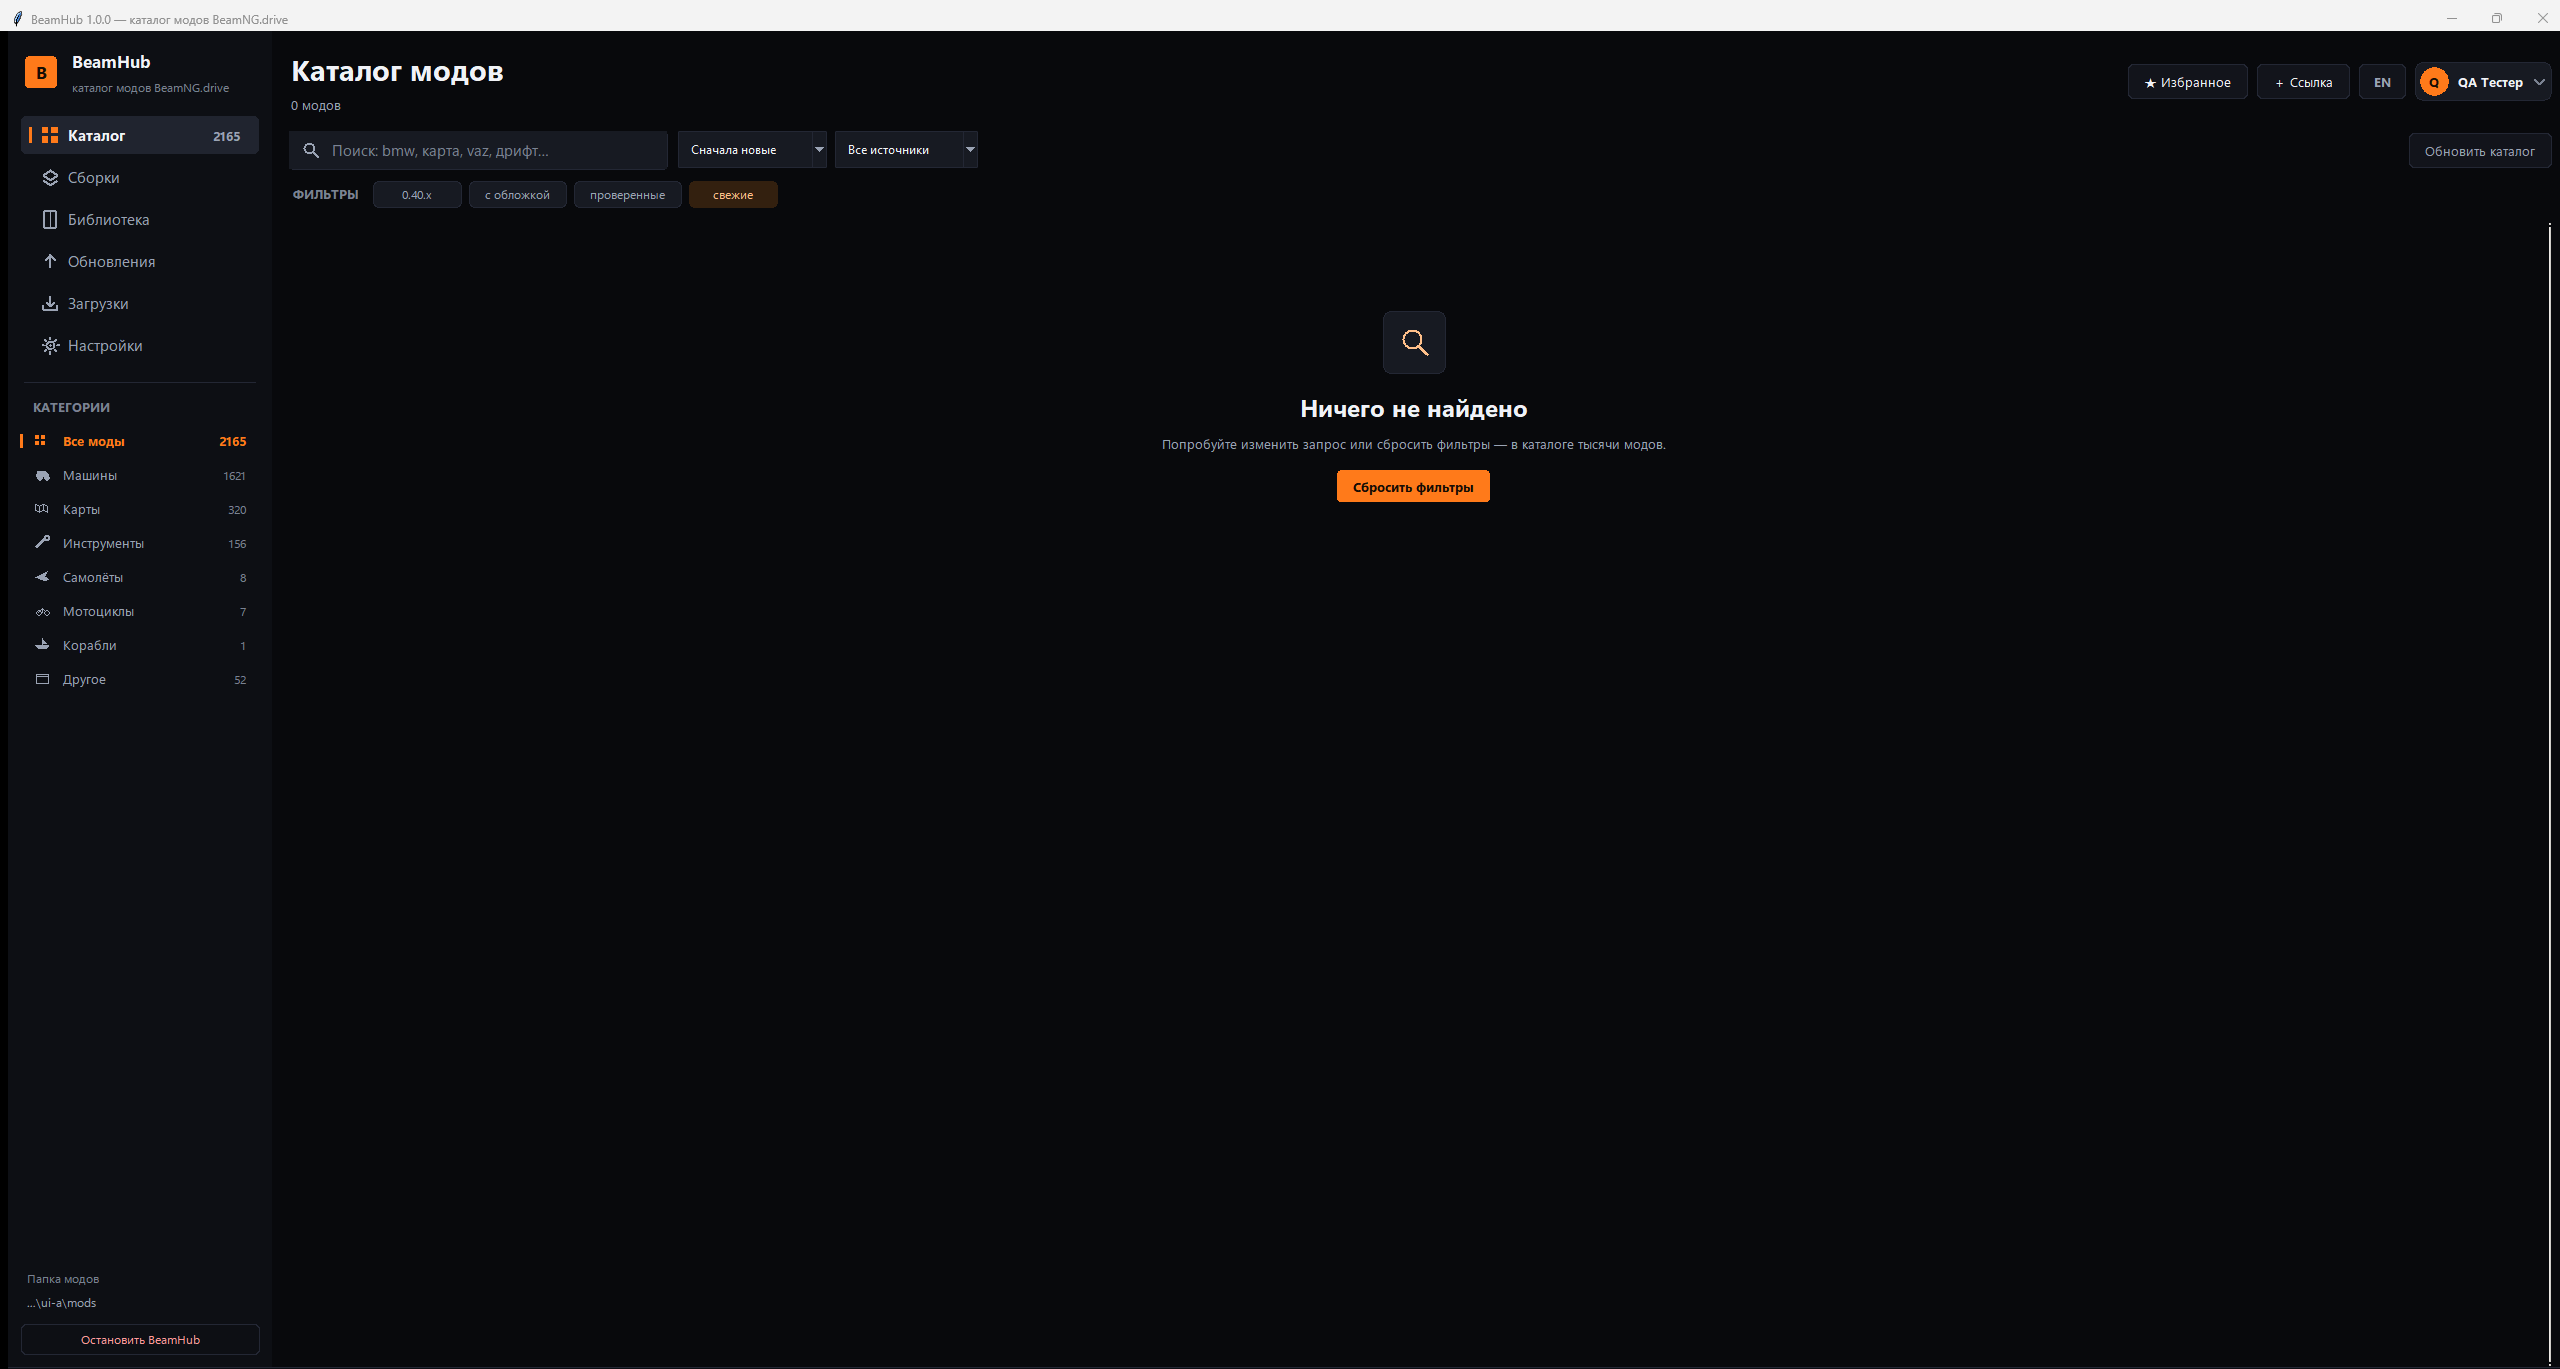 BeamHub 1.0.0 — каталог модов BeamNG.drive
B
BeamHub
каталог модов BeamNG.drive
Каталог 2165
Сборки
Библиотека
Обновления
Загрузки
Настройки
КАТЕГОРИИ
Все моды 2165
Машины 1621
Карты 320
Инструменты 156
Самолёты 8
Мотоциклы 7
Корабли 1
Другое 52
Папка модов
...\ui-a\mods
Остановить BeamHub
Каталог модов
0 модов
★ Избранное
+ Ссылка
EN
Q QA Тестер
Поиск: bmw, карта, vaz, дрифт...
Сначала новые
Все источники
Обновить каталог
ФИЛЬТРЫ 0.40.x с обложкой проверенные свежие
Ничего не найдено
Попробуйте изменить запрос или сбросить фильтры — в каталоге тысячи модов.
Сбросить фильтры